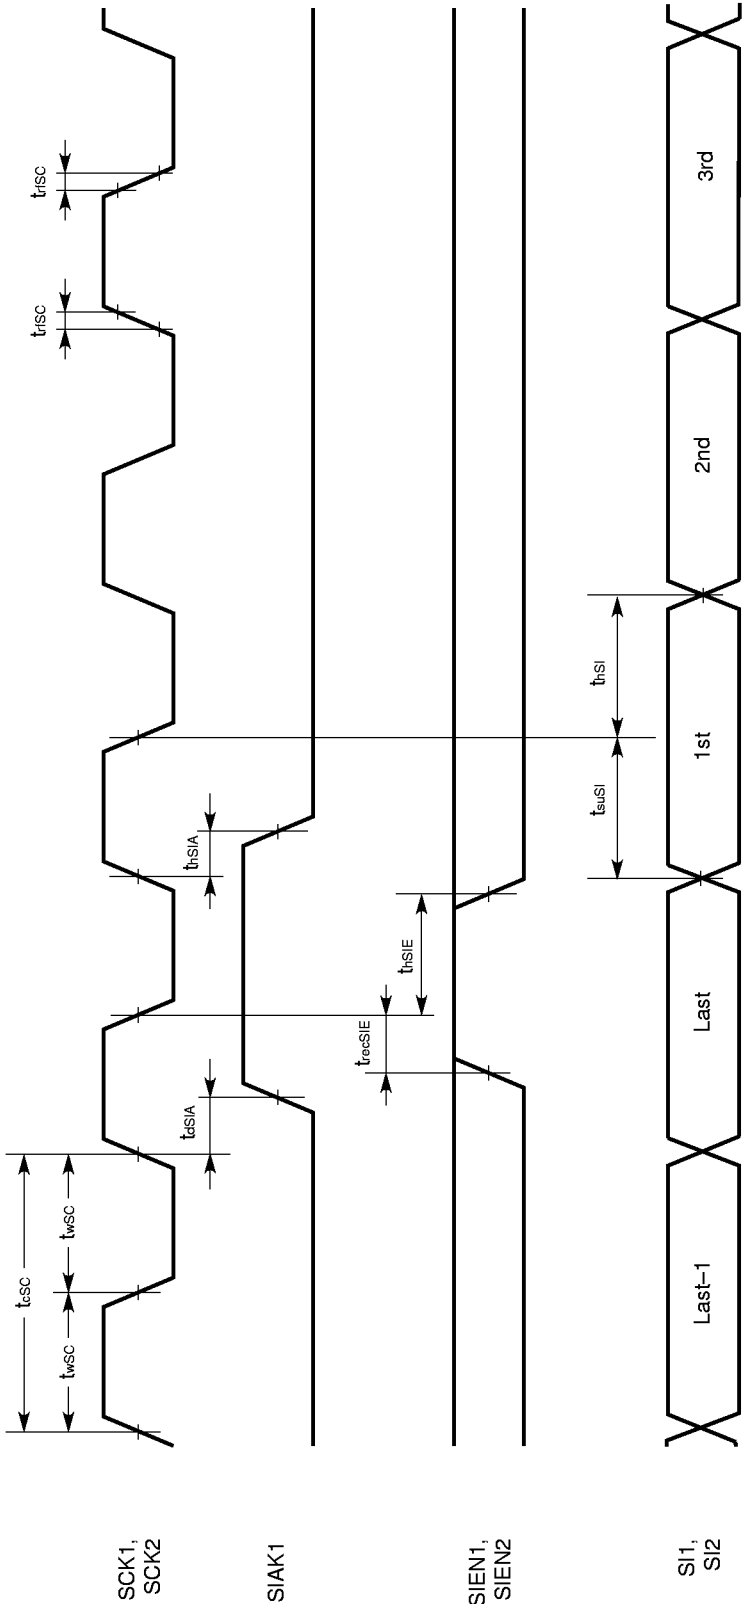 SCK1,
SCK2
tcSC
twSC
twSC
trfSC
trfSC
SIAK1
tdSIA
thSIA
SIEN1,
SIEN2
trecSIE
thSIE
tsuSI
thSI
SI1,
SI2
Last–1
Last
1st
2nd
3rd